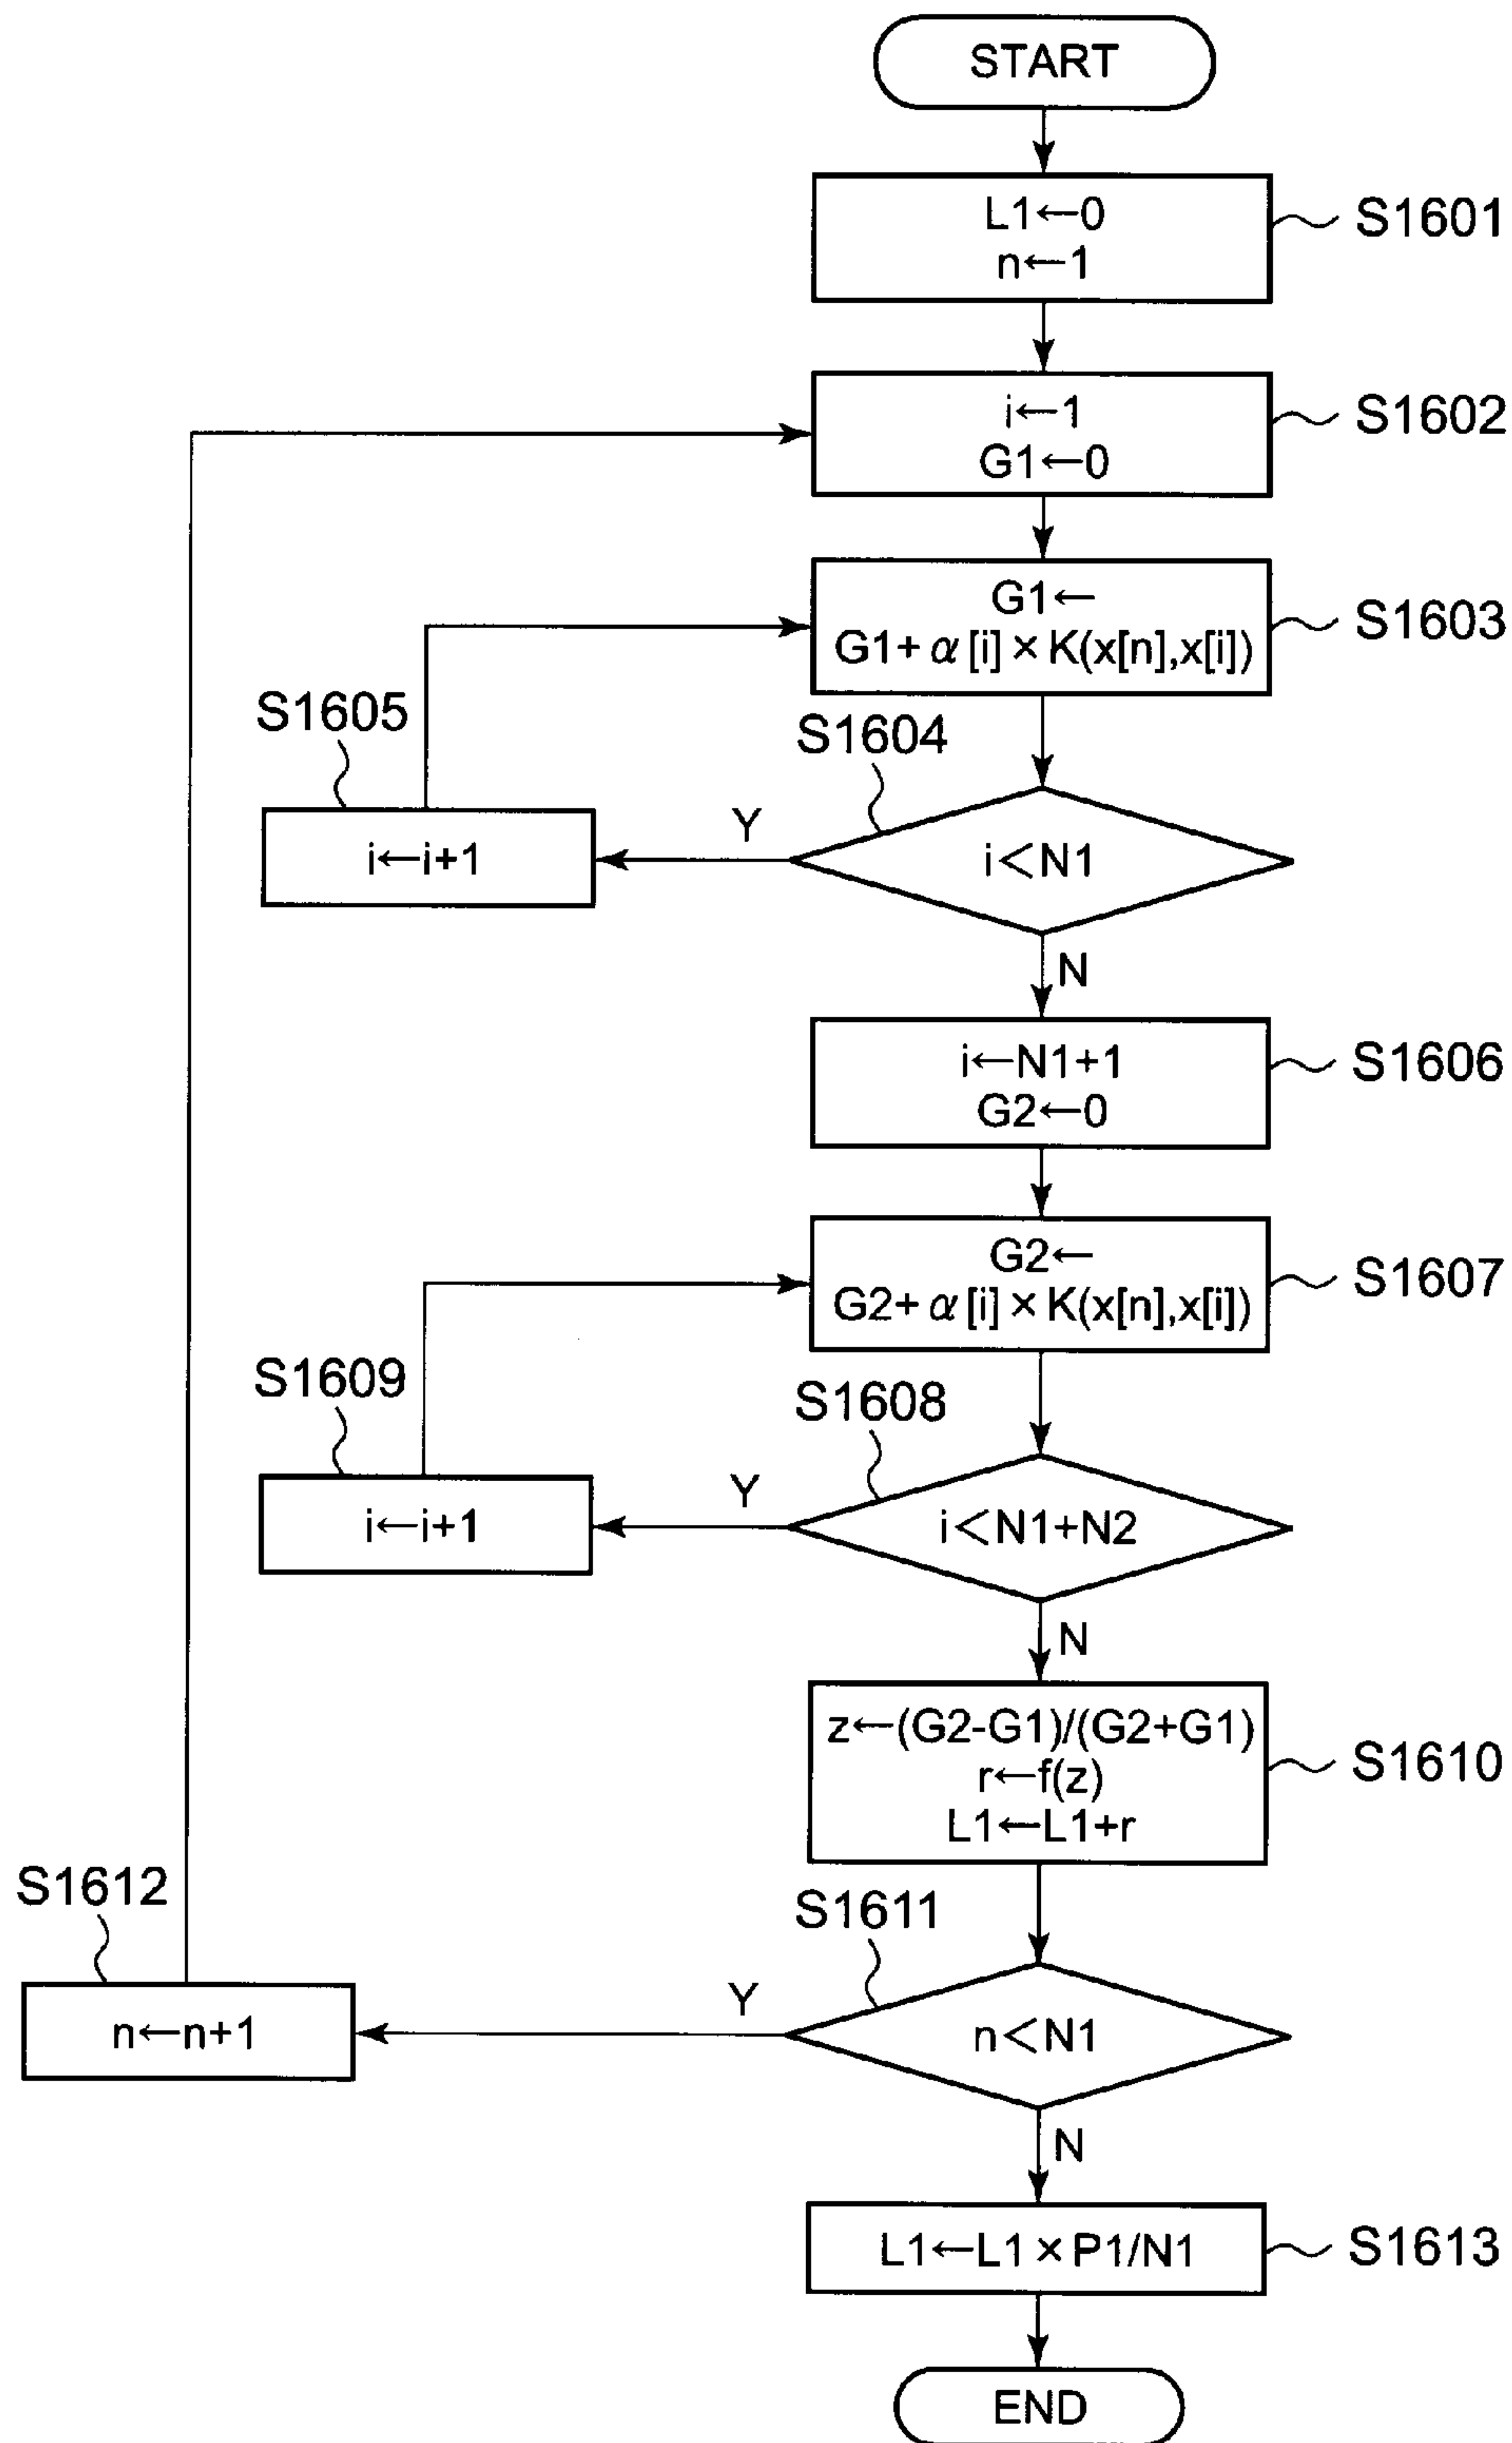 START
L1←0
n←1
S1601
i←1
G1←0
S1602
G1←
G1+α[i]×K(x[n],x[i])
S1603
S1605
S1604
i←i+1
Y
i<N1
N
i←N1+1
G2←0
S1606
G2←
G2+α[i]×K(x[n],x[i])
S1607
S1609
S1608
i←i+1
Y
i<N1+N2
N
z←(G2-G1)/(G2+G1)
r←f(z)
L1←L1+r
S1610
S1612
S1611
n←n+1
Y
n<N1
N
L1←L1×P1/N1
S1613
END